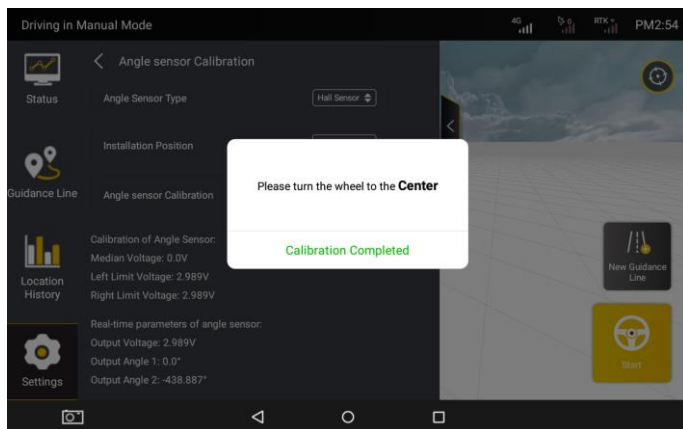 Driving in Manual Mode
4G
0
RTK
PM2:54
Status
Guidance Line
Location
History
Settings
Angle sensor Calibration
Angle Sensor Type
Hall Sensor
Installation Position
Angle sensor Calibration
Calibration of Angle Sensor:
Median Voltage: 0.0V
Left Limit Voltage: 2.989V
Right Limit Voltage: 2.989V
Real-time parameters of angle sensor:
Output Voltage: 2.989V
Output Angle 1: 0.0°
Output Angle 2: -438.887°
Please turn the wheel to the Center
Calibration Completed
New Guidance
Line
Start